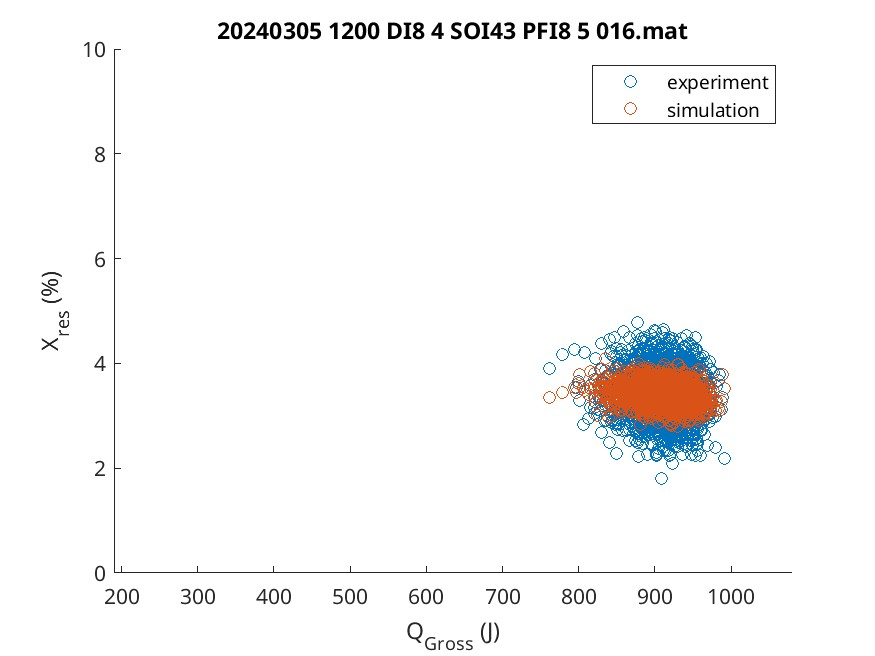 20240305 1200 DI8 4 SOI43 PFI8 5 016.mat
experiment
simulation
10
8
6
4
2
0
X_res (%)
200 300 400 500 600 700 800 900 1000
Q_Gross (J)